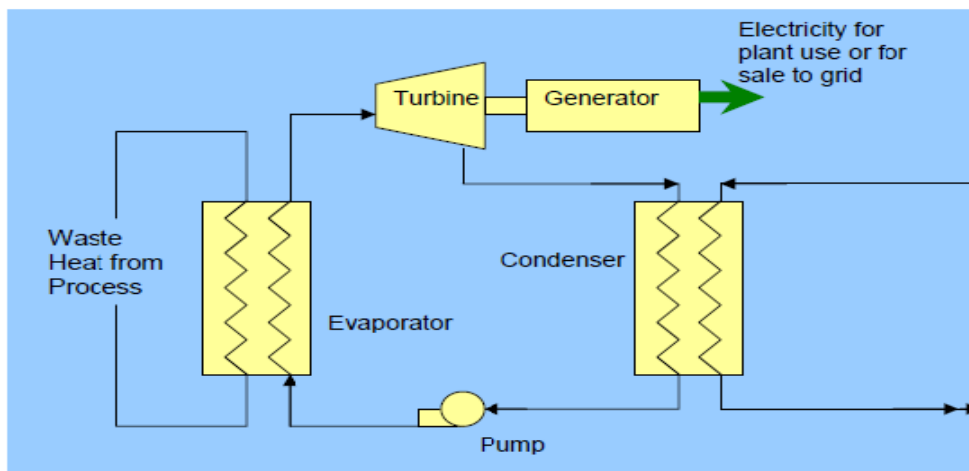 Electricity for
plant use or for
sale to grid
Turbine
Generator
Waste
Heat from
Process
Condenser
Evaporator
Pump